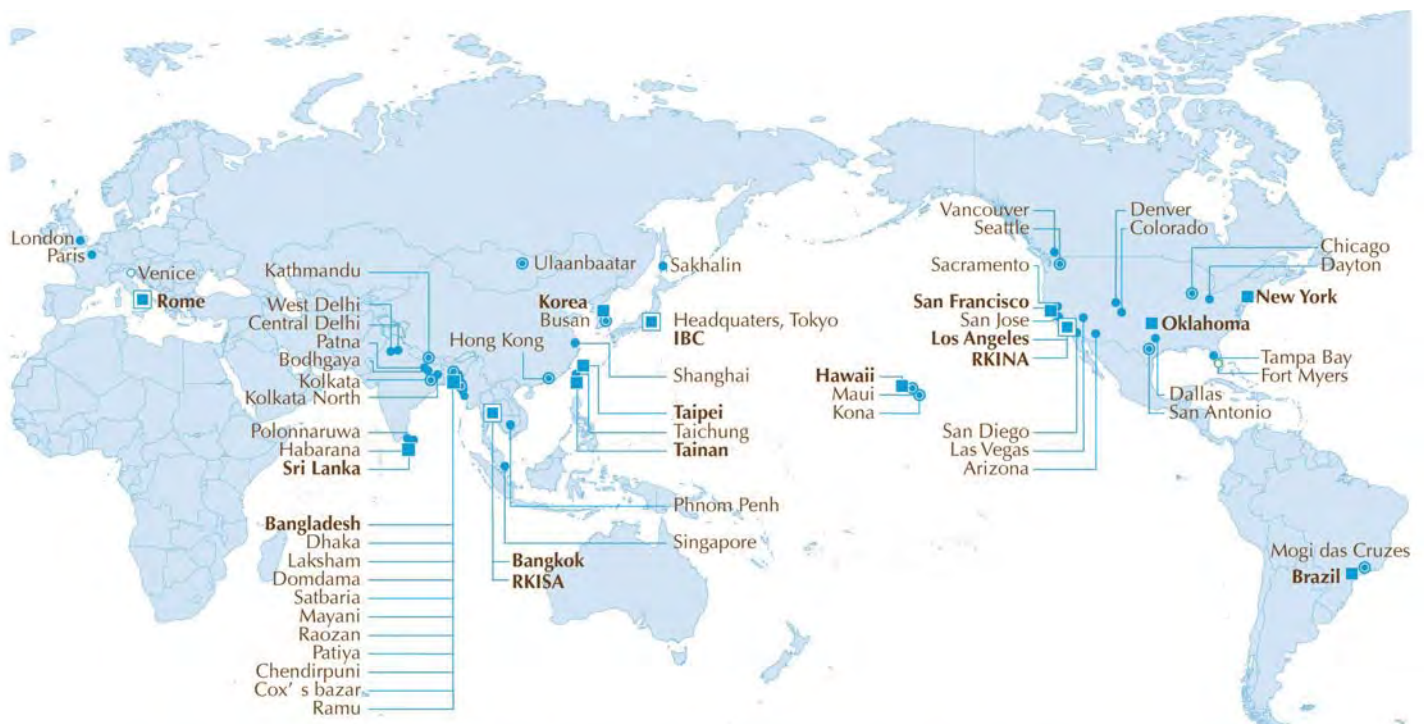 London
Paris
Venice
Rome
Kathmandu
West Delhi
Central Delhi
Patna
Bodhgaya
Kolkata
Kolkata North
Polonnaruwa
Habarana
Sri Lanka
Bangladesh
Dhaka
Laksham
Domdama
Satbaria
Mayani
Raozan
Patiya
Chendirpuni
Cox’ s bazar
Ramu
Ulaanbaatar
Sakhalin
Korea
Busan
Headquaters, Tokyo
IBC
Hong Kong
Shanghai
Taipei
Taichung
Tainan
Phnom Penh
Singapore
Bangkok
RKISA
Hawaii
Maui
Kona
Vancouver
Seattle
Sacramento
San Francisco
San Jose
Los Angeles
RKINA
San Diego
Las Vegas
Arizona
Denver
Colorado
Chicago
Dayton
New York
Oklahoma
Tampa Bay
Fort Myers
Dallas
San Antonio
Mogi das Cruzes
Brazil